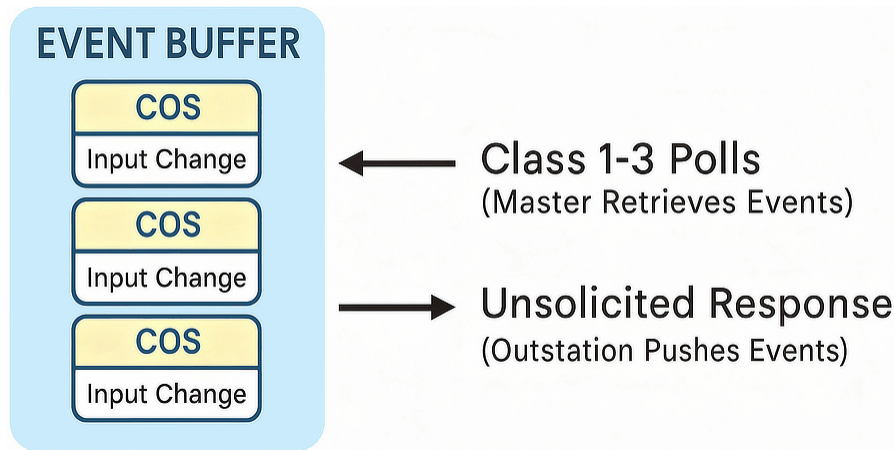 EVENT BUFFER
COS
Input Change
COS
Input Change
COS
Input Change
Class 1-3 Polls
(Master Retrieves Events)
Unsolicited Response
(Outstation Pushes Events)